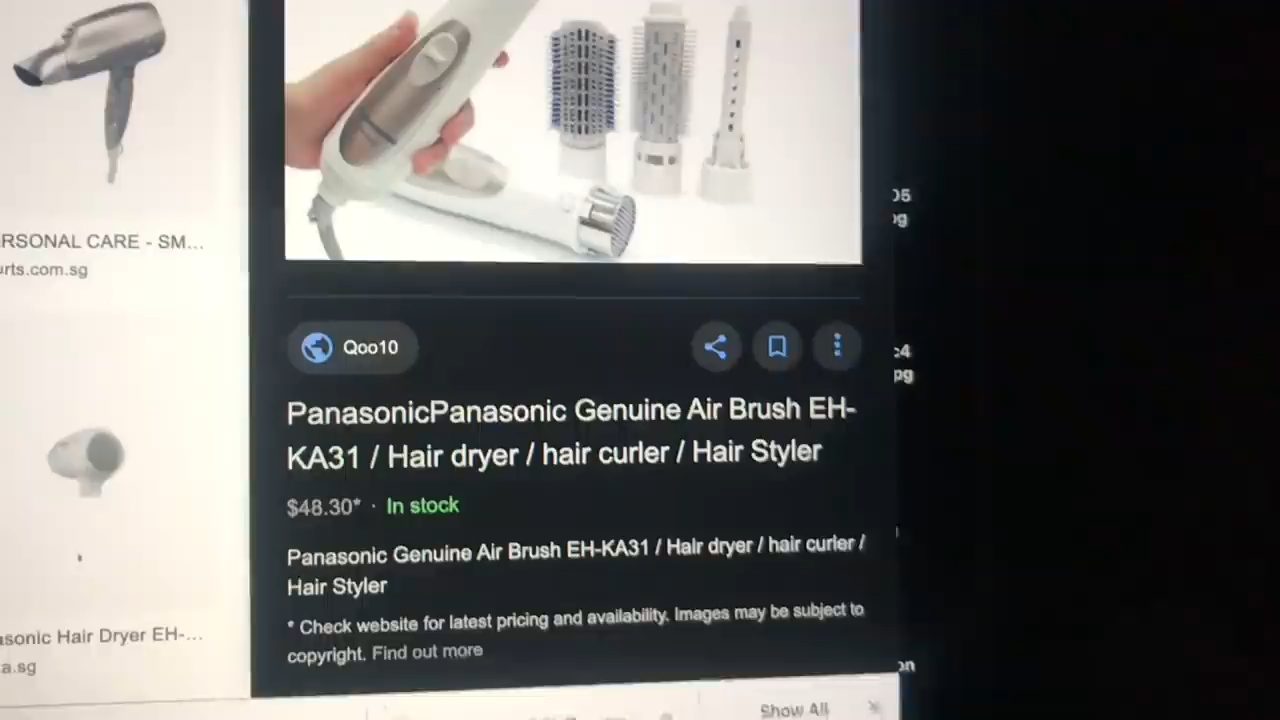 RSONAL CARE - SM...
urts.com.sg
asonic Hair Dryer EH-...
a.sg
Qoo10
PanasonicPanasonic Genuine Air Brush EH-
KA31 / Hair dryer / hair curler / Hair Styler
$48.30* · In stock
Panasonic Genuine Air Brush EH-KA31 / Hair dryer / hair curler /
Hair Styler
* Check website for latest pricing and availability. Images may be subject to
copyright. Find out more
Show All